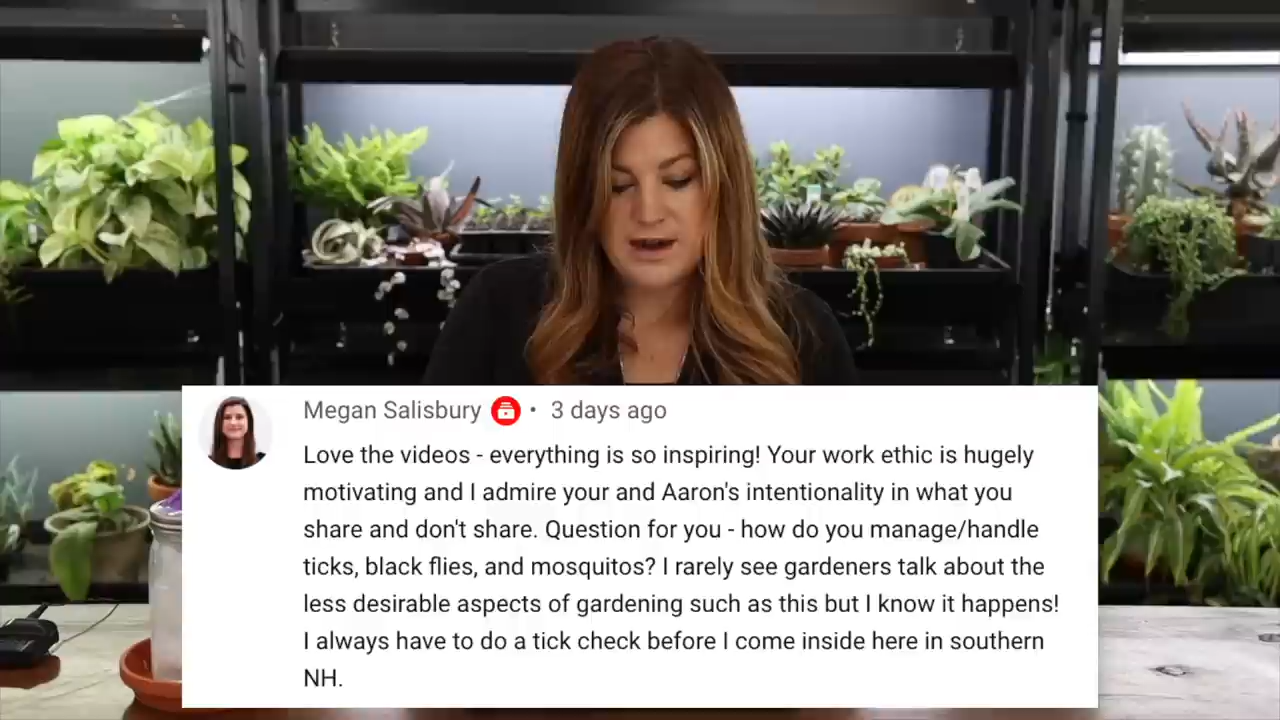 Megan Salisbury • 3 days ago
Love the videos - everything is so inspiring! Your work ethic is hugely
motivating and I admire your and Aaron's intentionality in what you
share and don't share. Question for you - how do you manage/handle
ticks, black flies, and mosquitos? I rarely see gardeners talk about the
less desirable aspects of gardening such as this but I know it happens!
I always have to do a tick check before I come inside here in southern
NH.